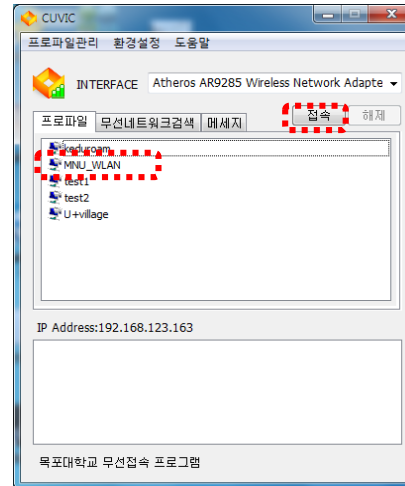 CUVIC
프로파일관리 환경설정 도움말
INTERFACE Atheros AR9285 Wireless Network Adapte
프로파일 무선네트워크검색 메세지 접속 해제
keduroam
MNU_WLAN
test1
test2
U+village
IP Address:192.168.123.163
목포대학교 무선접속 프로그램